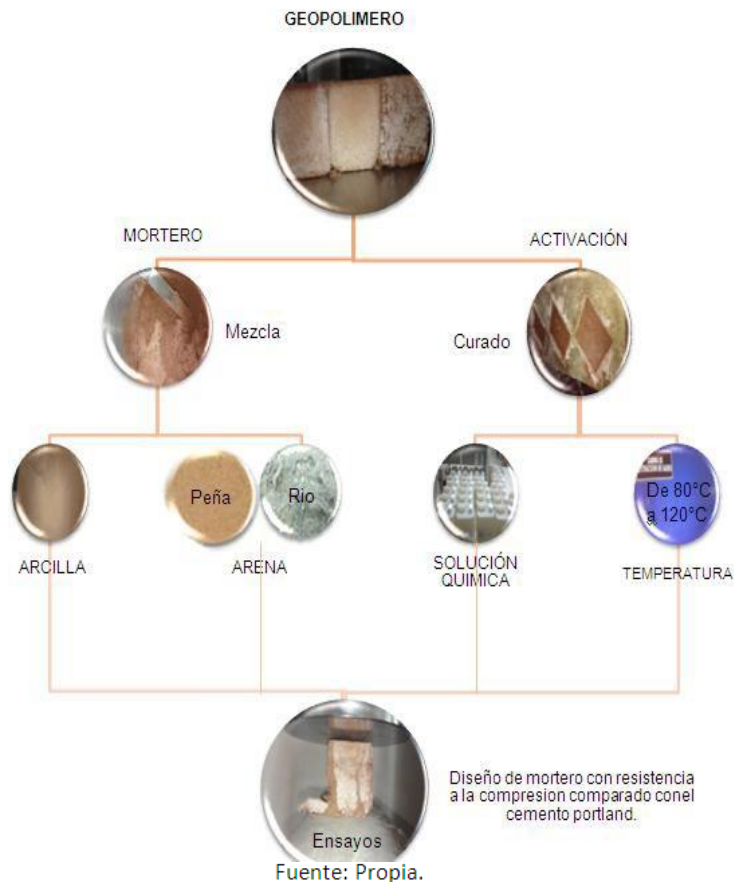 GEOPOLIMERO
MORTERO
ACTIVACIÓN
Mezcla
Curado
Peña
Rio
De 80°C
a 120°C
ARCILLA
ARENA
SOLUCIÓN
QUIMICA
TEMPERATURA
Diseño de mortero con resistencia
a la compresion comparado conel
cemento portland.
Ensayos
Fuente: Propia.